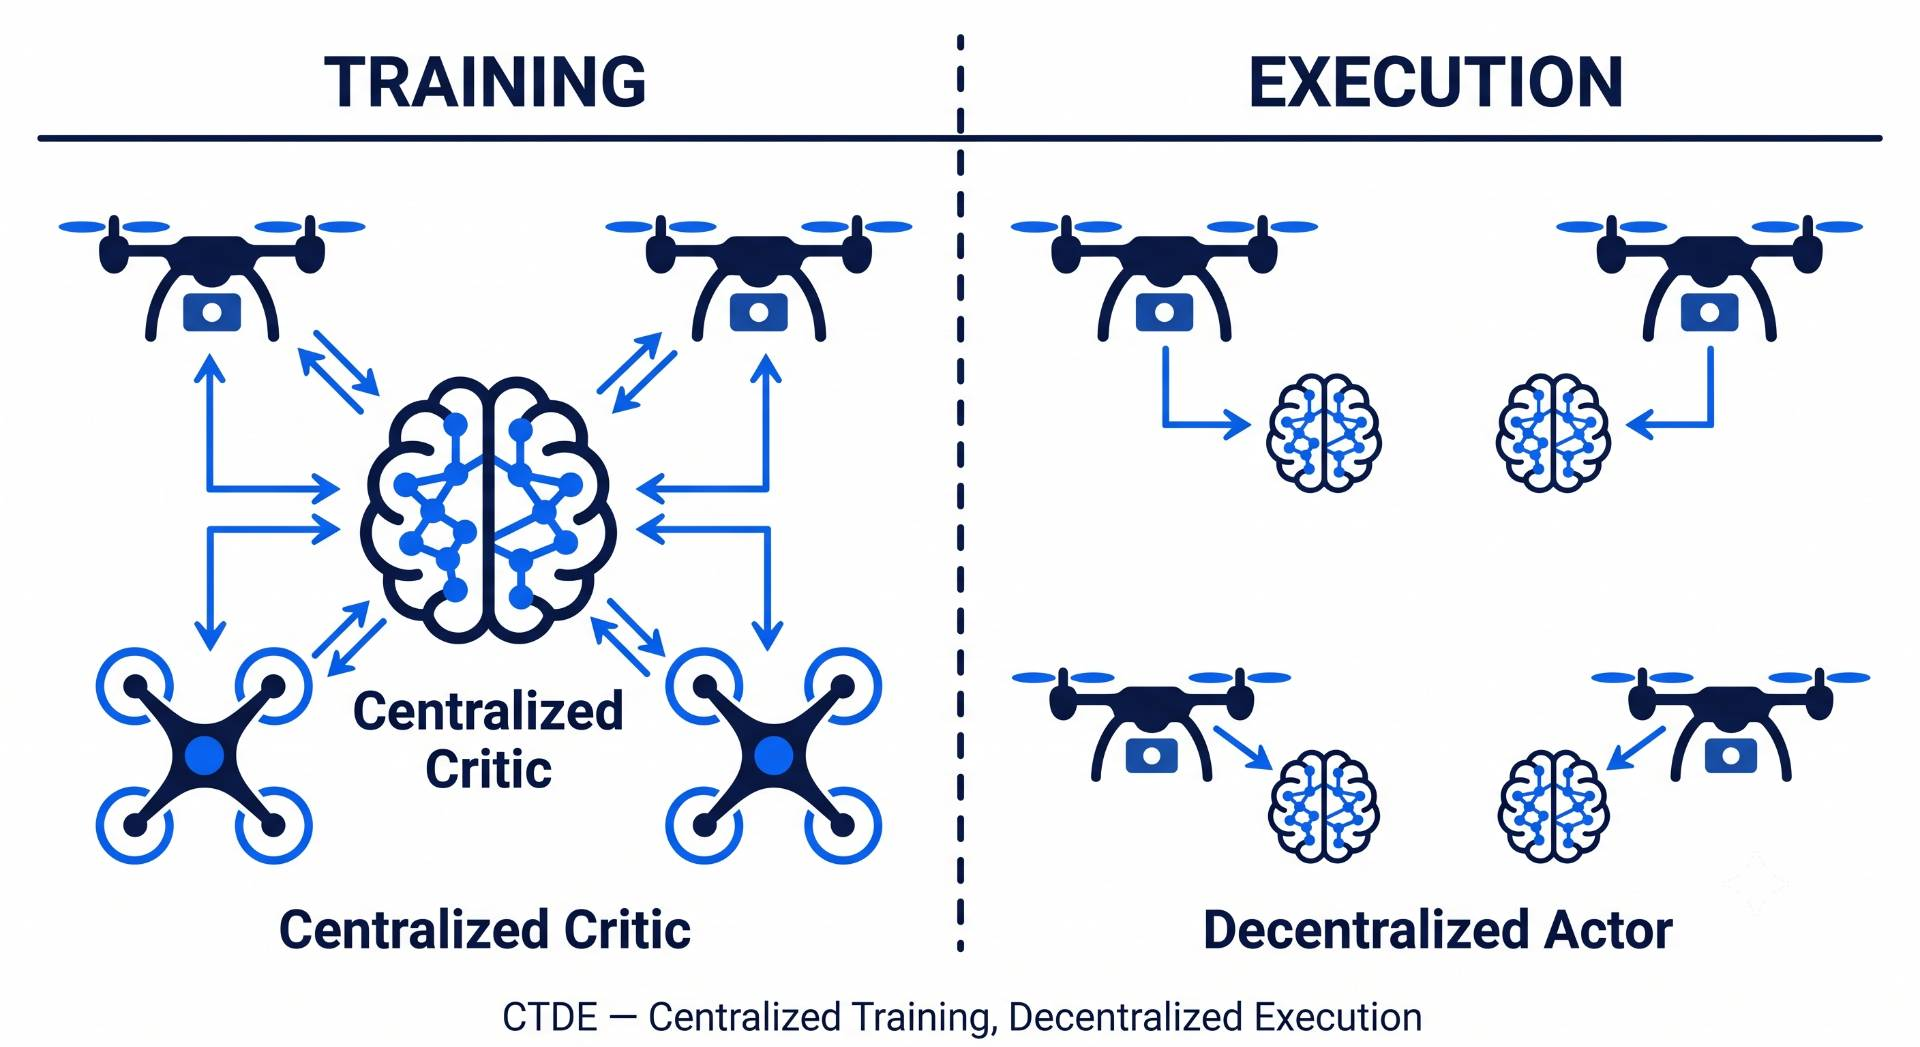 TRAINING
EXECUTION
Centralized
Critic
Centralized Critic
Decentralized Actor
CTDE — Centralized Training, Decentralized Execution